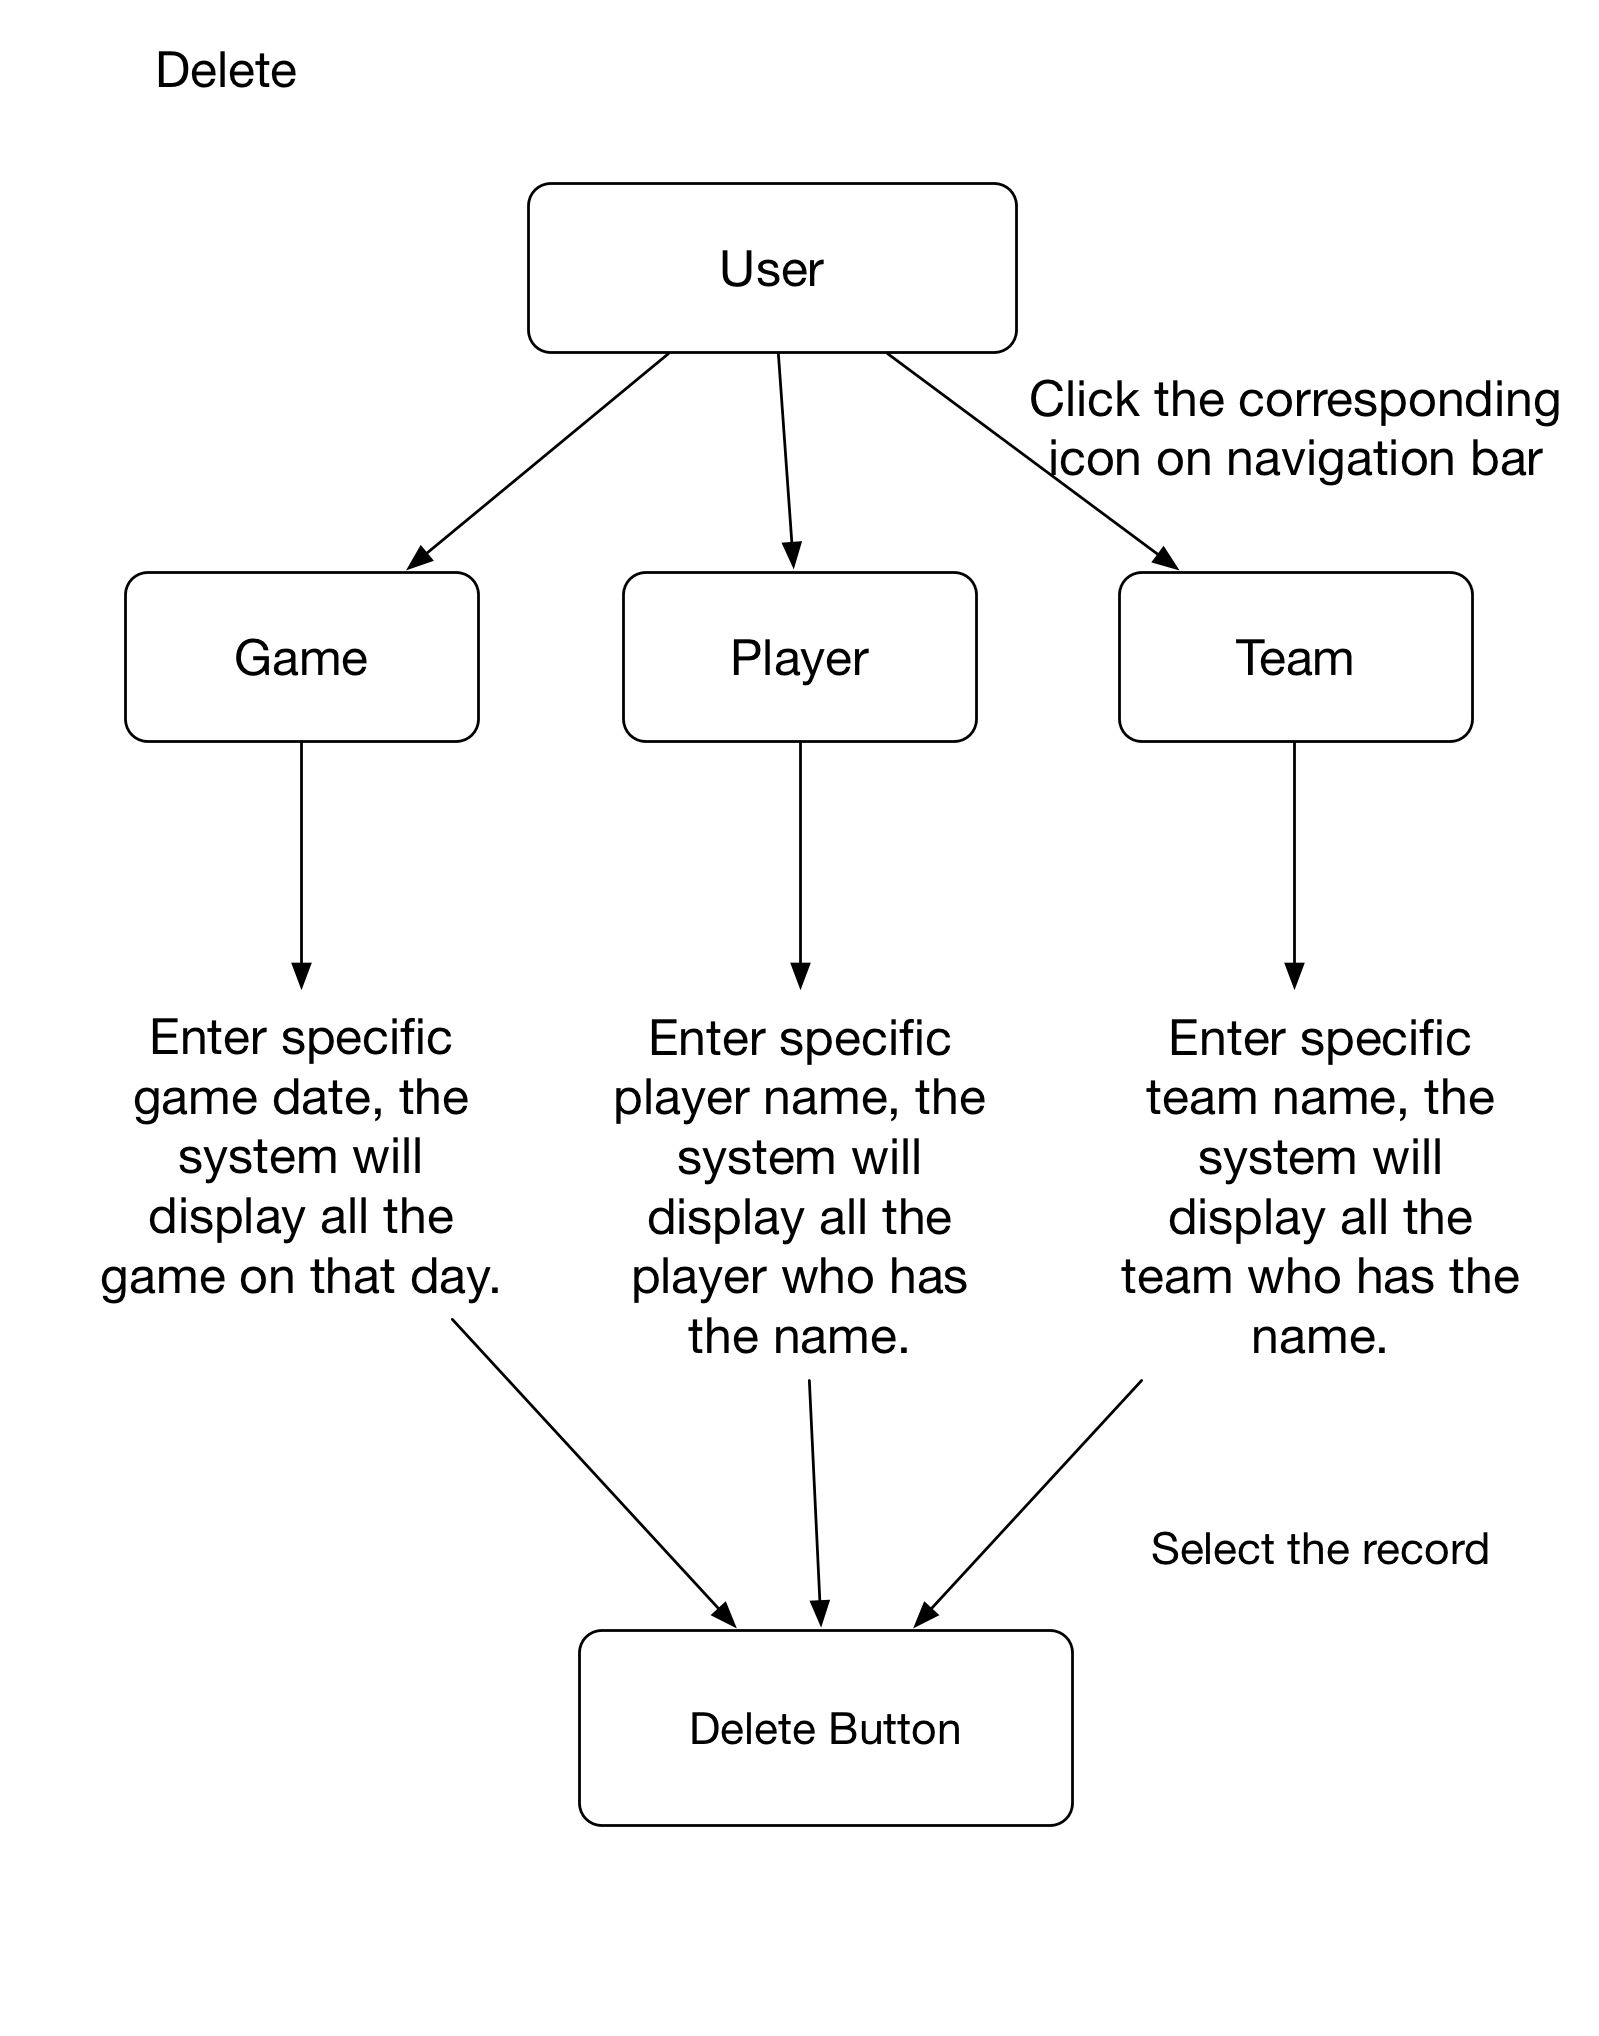 Delete
User
Click the corresponding
icon on navigation bar
Game
Player
Team
Enter specific
game date, the
system will
display all the
game on that day.
Enter specific
player name, the
system will
display all the
player who has
the name.
Enter specific
team name, the
system will
display all the
team who has the
name.
Select the record
Delete Button